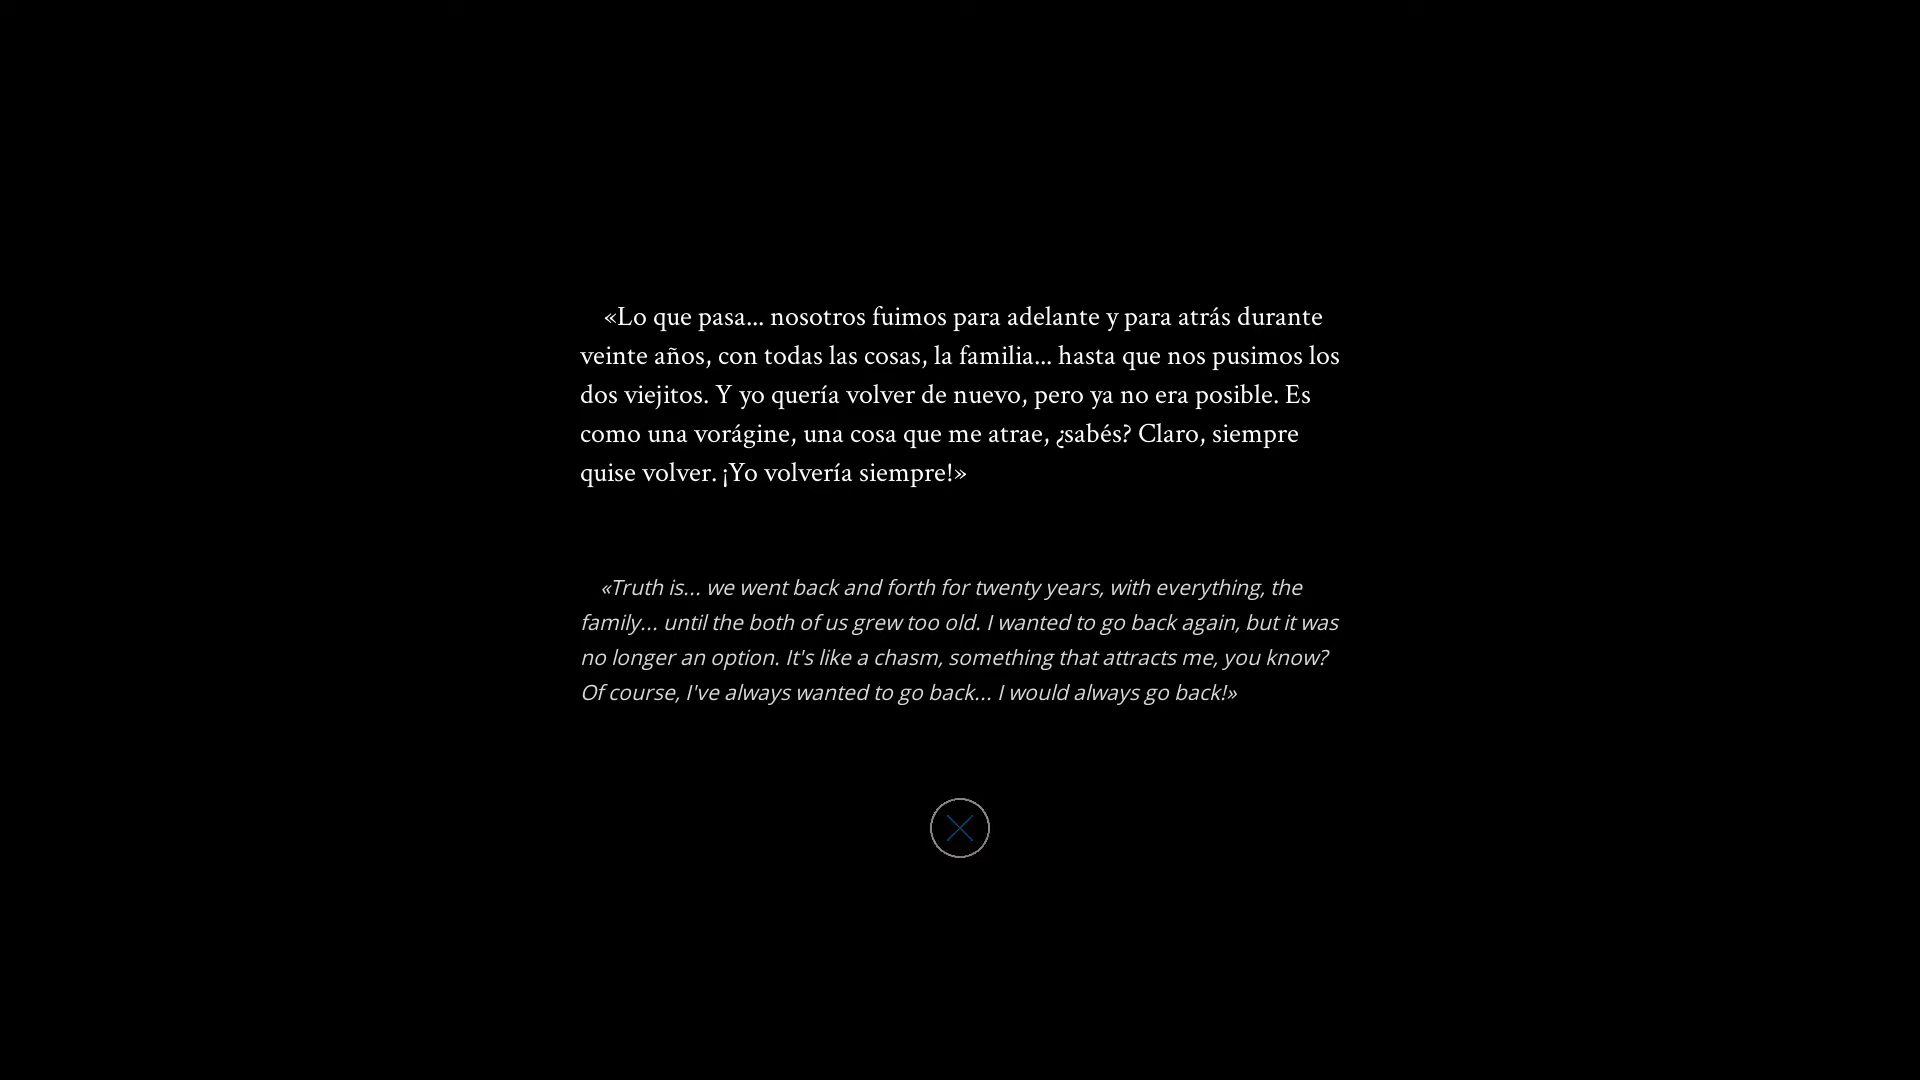 «Lo que pasa... nosotros fuimos para adelante y para atrás durante
veinte años, con todas las cosas, la familia... hasta que nos pusimos los
dos viejitos. Y yo quería volver de nuevo, pero ya no era posible. Es
como una vorágine, una cosa que me atrae, ¿sabés? Claro, siempre
quise volver. ¡Yo volvería siempre!»
«Truth is... we went back and forth for twenty years, with everything, the
family... until the both of us grew too old. I wanted to go back again, but it was
no longer an option. It's like a chasm, something that attracts me, you know?
Of course, I've always wanted to go back... I would always go back!»